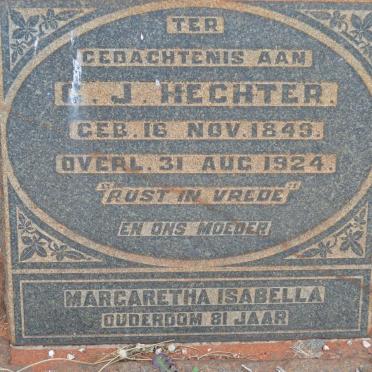 TER
GEDACHTENIS AAN
J. HECHTER.
GEB. 16 NOV. 1849.
OVERL. 31 AUG 1924.
"RUST IN VREDE"
EN ONS MOEDER
MARGARETHA ISABELLA
OUDERDOM 81 JAAR